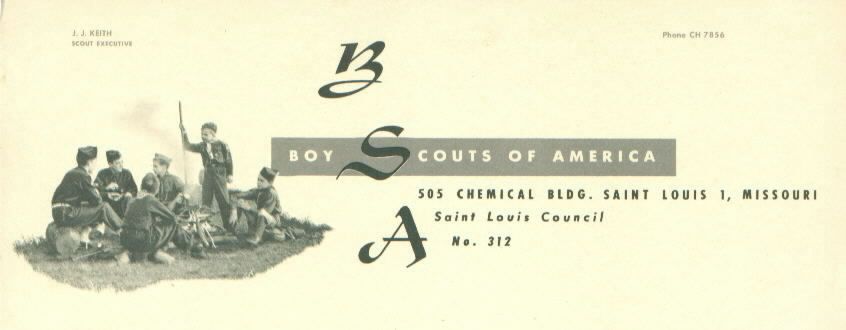 J. J. KEITH
SCOUT EXECUTIVE
Phone CH 7856
B
BOY SCOUTS OF AMERICA
505 CHEMICAL BLDG. SAINT LOUIS 1, MISSOURI
Saint Louis Council
A
No. 312